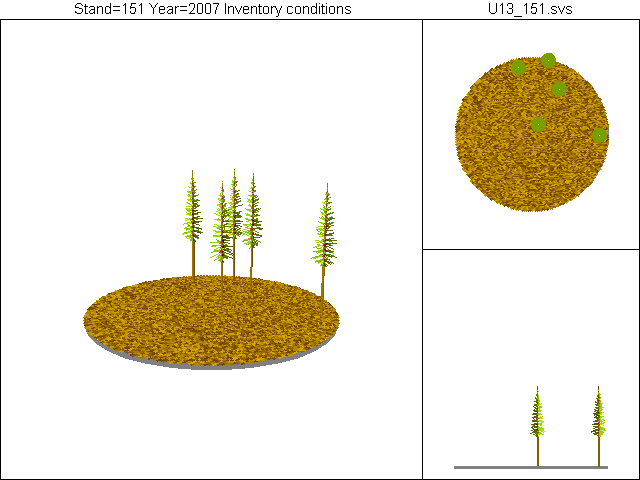 Stand=151 Year=2007 Inventory conditions
U13_151.svs